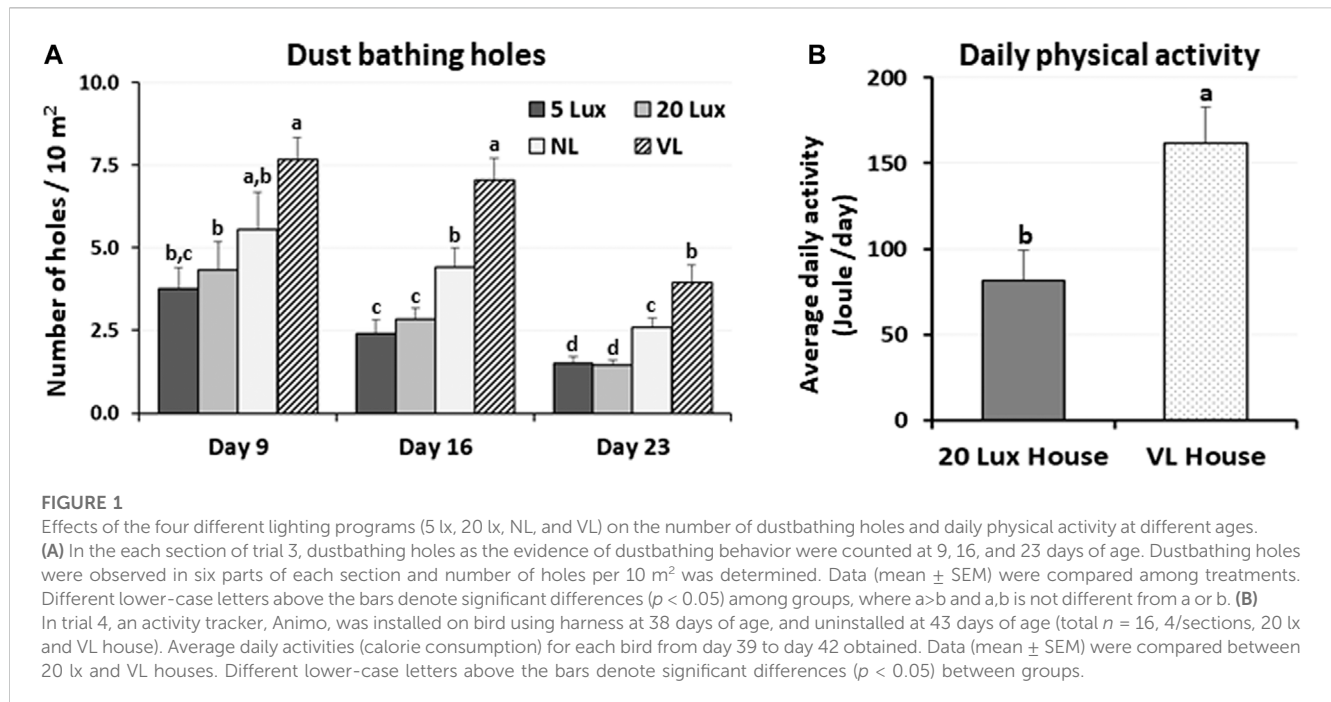 A
Dust bathing holes
Number of holes / 10 m²
10.0
7.5
5.0
2.5
0.0
5 Lux
20 Lux
NL
VL
b,c
b
a,b
a
c
c
b
a
d
d
c
b
Day 9
Day 16
Day 23
B
Daily physical activity
Average daily activity
(Joule /day)
200
150
100
50
0
b
a
20 Lux House
VL House
FIGURE 1
Effects of the four different lighting programs (5 lx, 20 lx, NL, and VL) on the number of dustbathing holes and daily physical activity at different ages.
(A) In the each section of trial 3, dustbathing holes as the evidence of dustbathing behavior were counted at 9, 16, and 23 days of age. Dustbathing holes
were observed in six parts of each section and number of holes per 10 m² was determined. Data (mean ± SEM) were compared among treatments.
Different lower-case letters above the bars denote significant differences (p < 0.05) among groups, where a>b and a,b is not different from a or b. (B)
In trial 4, an activity tracker, Animo, was installed on bird using harness at 38 days of age, and uninstalled at 43 days of age (total n = 16, 4/sections, 20 lx
and VL house). Average daily activities (calorie consumption) for each bird from day 39 to day 42 obtained. Data (mean ± SEM) were compared between
20 lx and VL houses. Different lower-case letters above the bars denote significant differences (p < 0.05) between groups.